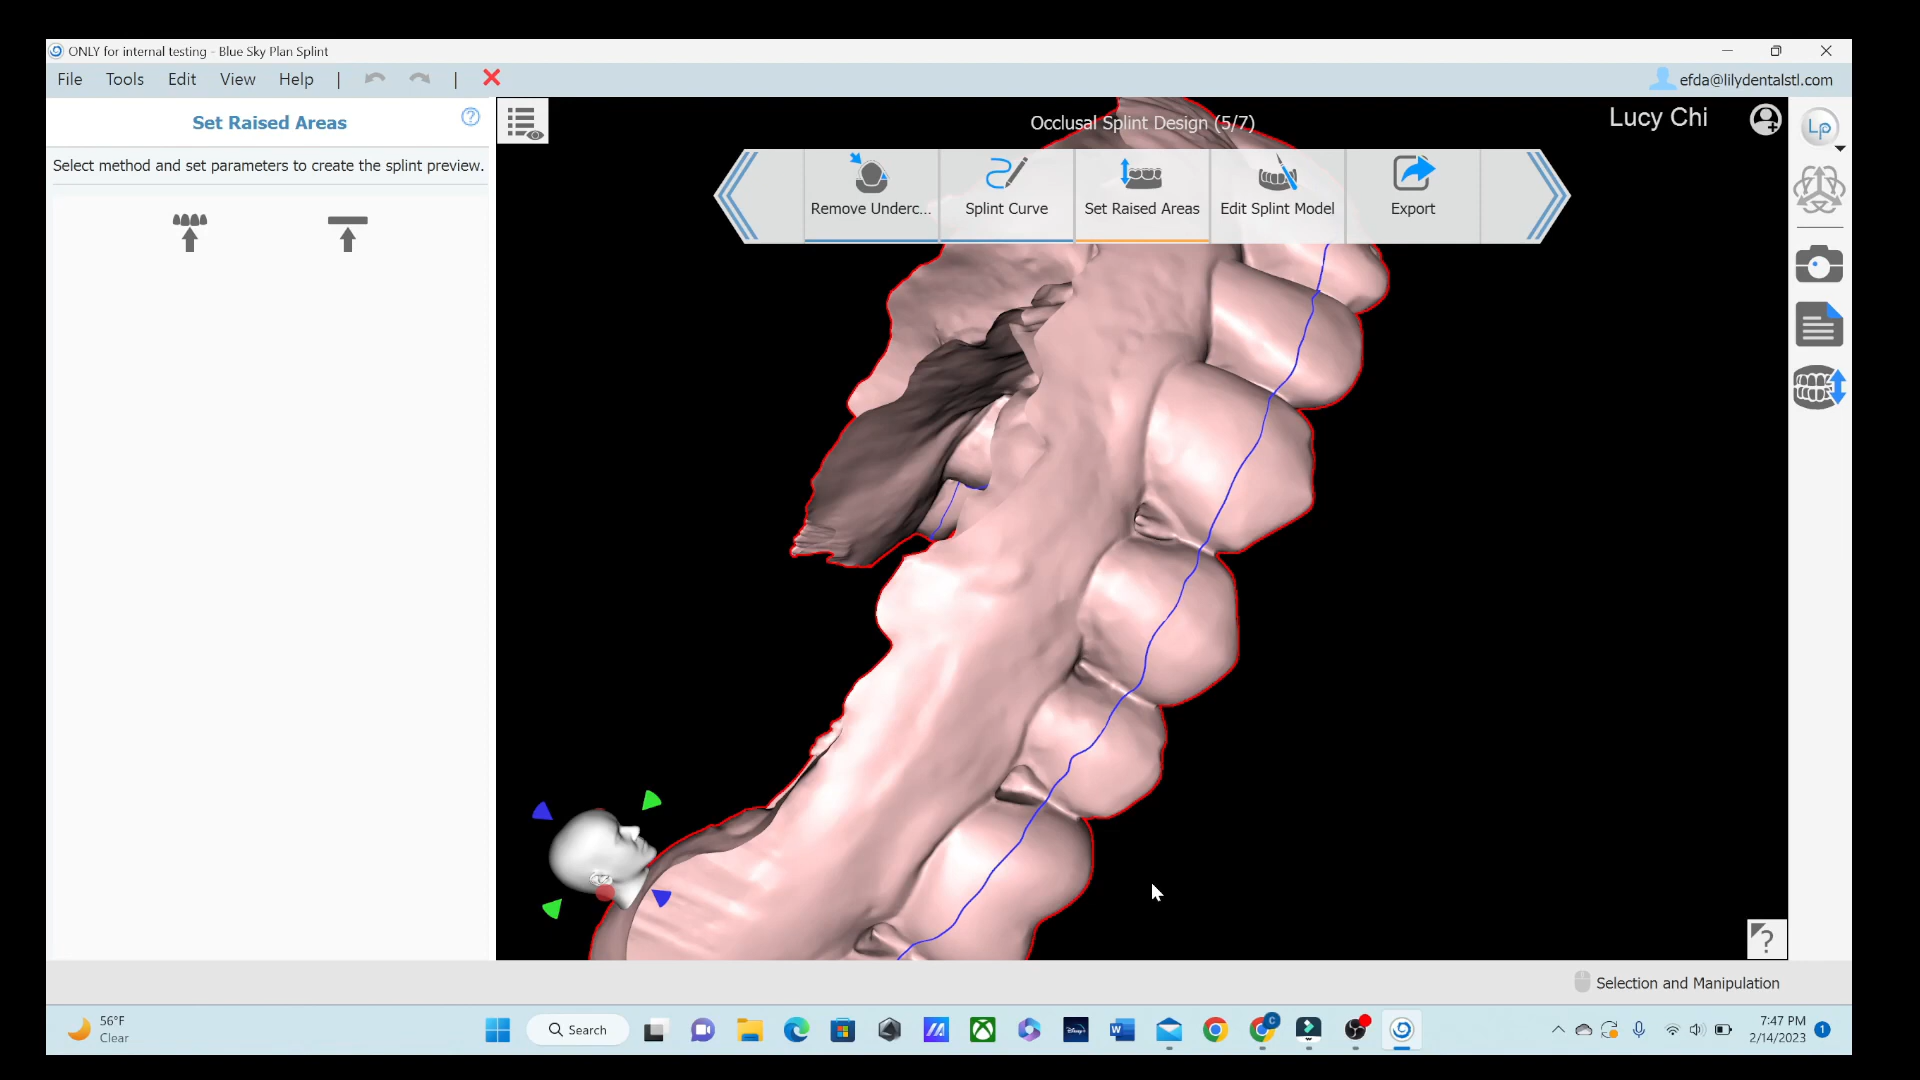 ONLY for internal testing - Blue Sky Plan Splint
File Tools Edit View Help | | efda@lilydentalstl.com
Set Raised Areas ?
Select method and set parameters to create the splint preview.
Occlusal Splint Design (5/7)
Lucy Chi
Lp
Remove Underc... Splint Curve Set Raised Areas Edit Splint Model Export
?
Selection and Manipulation
56°F
Clear
Search
7:47 PM
2/14/2023
1